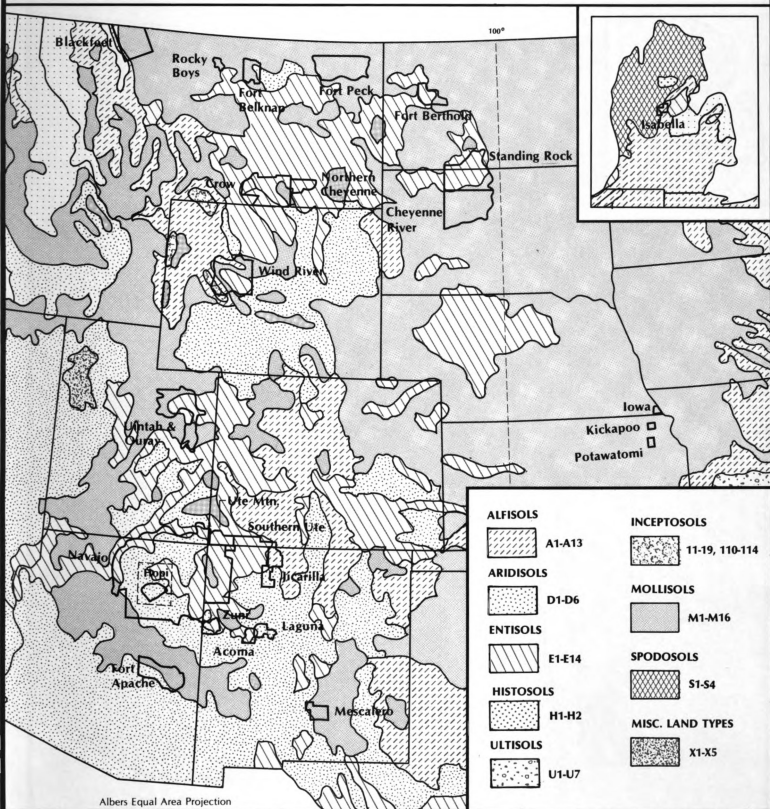 Blackfeet
Rocky
Boys
Fort
Belknap
Fort Peck
100°
Fort Berthold
Standing Rock
Isabella
Crow
Northern
Cheyenne
Cheyenne
River
Wind River
Iowa
Kickapoo
Potawatomi
Uintah &
Ouray
Ute Mtn.
Southern Ute
Navajo
Hopi
Jicarilla
Zuni
Laguna
Acoma
Fort
Apache
Mescalero
Albers Equal Area Projection
ALFISOLS
A1-A13
ARIDISOLS
D1-D6
ENTISOLS
E1-E14
HISTOSOLS
H1-H2
ULTISOLS
U1-U7
INCEPTOSOLS
11-19, 110-114
MOLLISOLS
M1-M16
SPODOSOLS
S1-S4
MISC. LAND TYPES
X1-X5